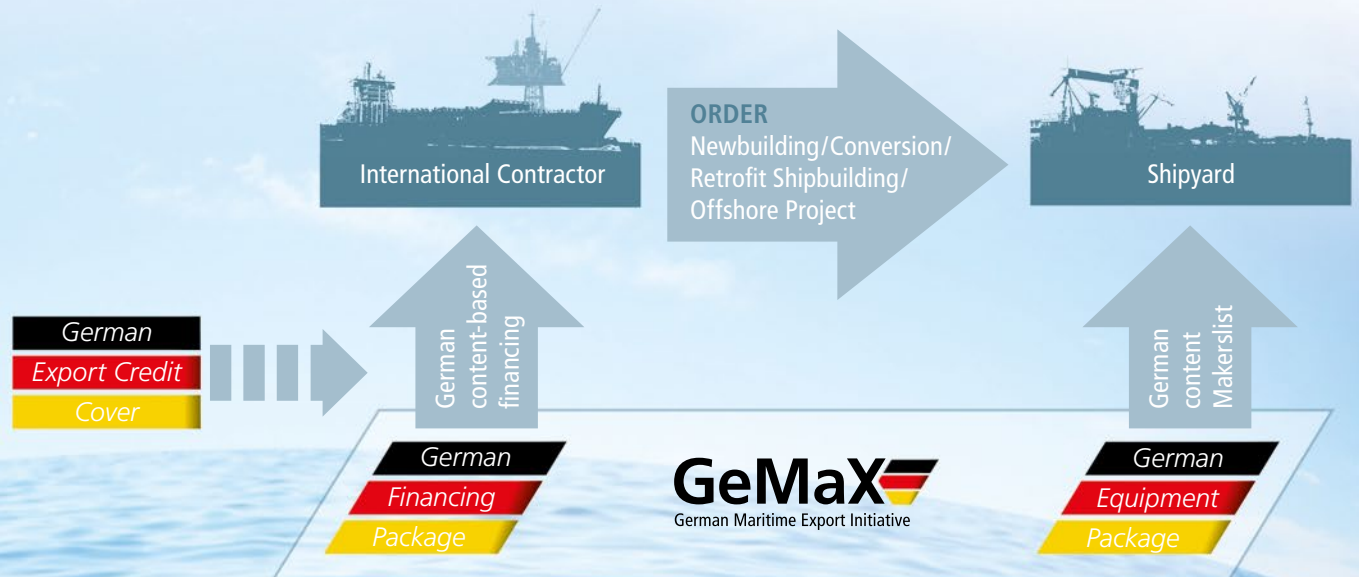 International Contractor
ORDER
Newbuilding/Conversion/
Retrofit Shipbuilding/
Offshore Project
Shipyard
German
Export Credit
Cover
German
content-based
financing
German
content
Makerslist
German
Financing
Package
GeMaX
German Maritime Export Initiative
German
Equipment
Package